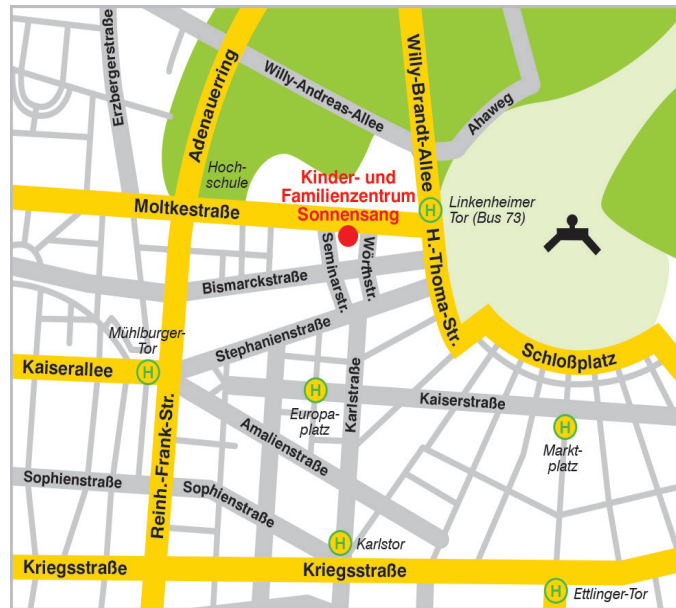 Erzbergerstraße
Adenauerring
Willy-Andreas-Allee
Willy-Brandt-Allee
Ahaweg
Hoch-
schule
Kinder- und
Familienzentrum
Sonnensang
Moltkestraße
H
Linkenheimer
Tor (Bus 73)
H.-Thoma-Str.
Seminarstr.
Wörthstr.
Bismarckstraße
Stephanienstraße
Mühlburger-
Tor
Kaiserallee
H
Schloßplatz
H
Europa-
platz
Karlstraße
Kaiserstraße
H
Markt-
platz
Amalienstraße
Reinh.-Frank-Str.
Sophienstraße
Sophienstraße
H
Karlstor
Kriegsstraße
Kriegsstraße
H
Ettlinger-Tor